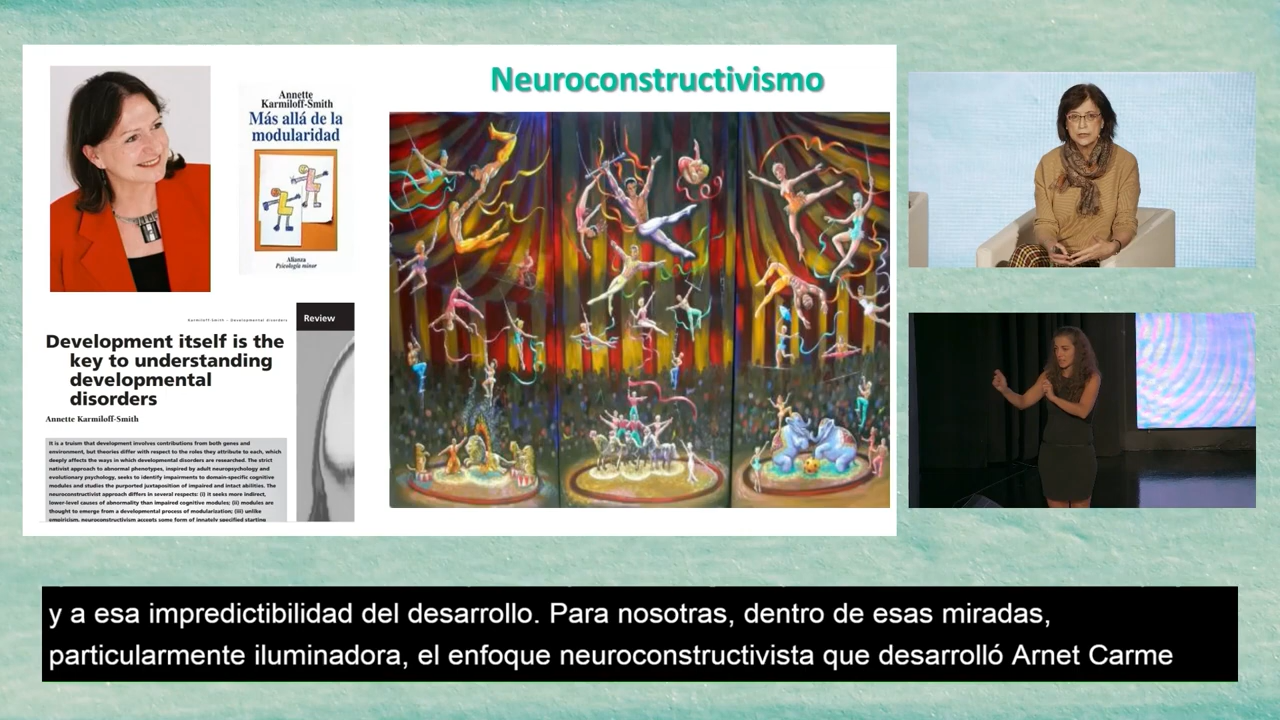 Neuroconstructivismo
Annette
Karmiloff-Smith
Más allá de la
modularidad
Alianza
Psicología minor
Karmiloff-Smith – Developmental disorders
Review
Development itself is the
key to understanding
developmental
disorders
Annette Karmiloff-Smith
It is a truism that development involves contributions from both genes and
environment, but theories differ with respect to the roles they attribute to each, which
deeply affects the ways in which developmental disorders are researched. The strict
nativist approach to abnormal phenotypes, inspired by adult neuropsychology and
evolutionary psychology, seeks to identify impairments to domain-specific cognitive
modules and studies the purported juxtaposition of impaired and intact abilities. The
neuroconstructivist approach differs in several respects: (i) it seeks more indirect,
lower-level causes of abnormality than impaired cognitive modules; (ii) modules are
thought to emerge from a developmental process of modularization; (iii) unlike
empiricism, neuroconstructivism accepts some form of innately specified starting
y a esa impredictibilidad del desarrollo. Para nosotras, dentro de esas miradas,
particularmente iluminadora, el enfoque neuroconstructivista que desarrolló Arnet Carme